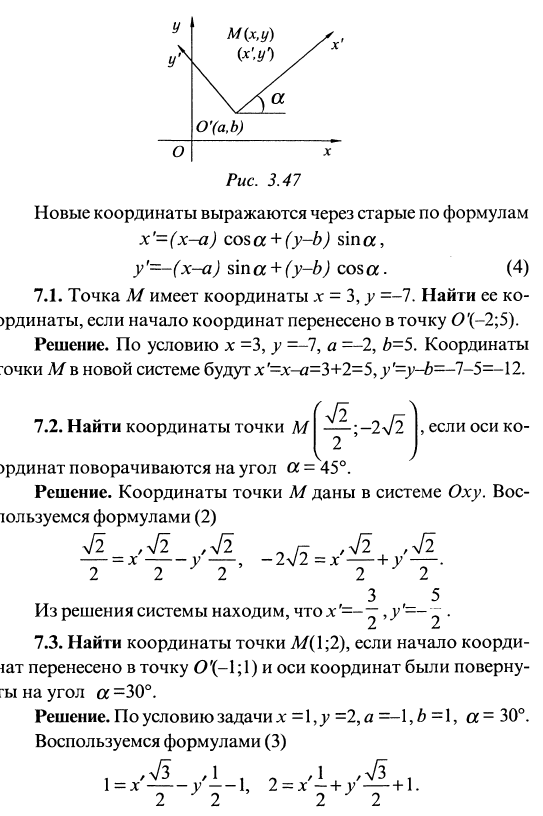 y
M(x,y)
x'
y'
(x',y')
α
O'(a,b)
O
x
Рис. 3.47
Новые координаты выражаются через старые по формулам
x'=(x–a) cosα+(y–b) sinα,
y'=–(x–a) sinα+(y–b) cosα. (4)
7.1. Точка M имеет координаты x = 3, y =–7. Найти ее ко-
ординаты, если начало координат перенесено в точку O'(–2;5).
Решение. По условию x =3, y =–7, a =–2, b=5. Координаты
точки M в новой системе будут x'=x–a=3+2=5, y'=y–b=–7–5=–12.
7.2. Найти координаты точки M(√2/2; –2√2), если оси ко-
ординат поворачиваются на угол α = 45°.
Решение. Координаты точки M даны в системе Oxy. Вос-
пользуемся формулами (2)
√2/2 = x'√2/2 – y'√2/2, –2√2 = x'√2/2 + y'√2/2.
Из решения системы находим, что x'=–3/2, y'=–5/2.
7.3. Найти координаты точки M(1;2), если начало коорди-
нат перенесено в точку O'(–1;1) и оси координат были поверну-
ты на угол α=30°.
Решение. По условию задачи x =1, y =2, a =–1, b =1, α = 30°.
Воспользуемся формулами (3)
1 = x'√3/2 – y'1/2 – 1, 2 = x'1/2 + y'√3/2 + 1.